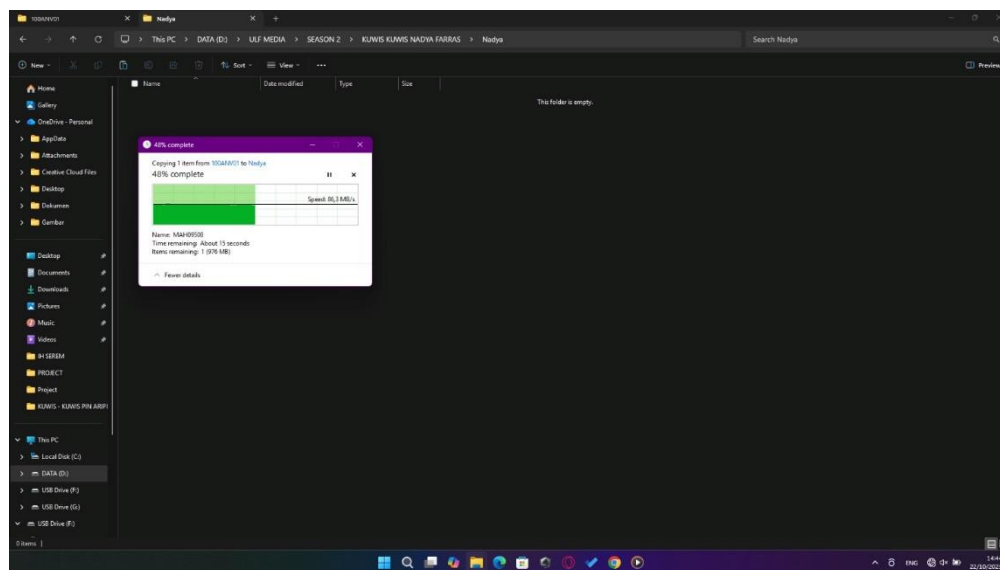 100ANV01
Nadya
This PC > DATA (D:) > ULF MEDIA > SEASON 2 > KUWIS KUWIS NADYA FARRAS > Nadya
Search Nadya
New
Sort
View
Preview
Name
Date modified
Type
Size
This folder is empty.
Home
Gallery
OneDrive - Personal
AppData
Attachments
Creative Cloud Files
Desktop
Dokumen
Gambar
Desktop
Documents
Downloads
Pictures
Music
Videos
IH SEREM
PROJECT
Project
KUWIS - KUWIS PIN ARIFI
This PC
Local Disk (C:)
DATA (D:)
USB Drive (F:)
USB Drive (G:)
USB Drive (F:)
48% complete
Copying 1 item from 100ANV01 to Nadya
48% complete
Speed: 86,3 MB/s
Name: MAH09508
Time remaining: About 15 seconds
Items remaining: 1 (976 MB)
Fewer details
0 items
ENG
14:4
22/10/202